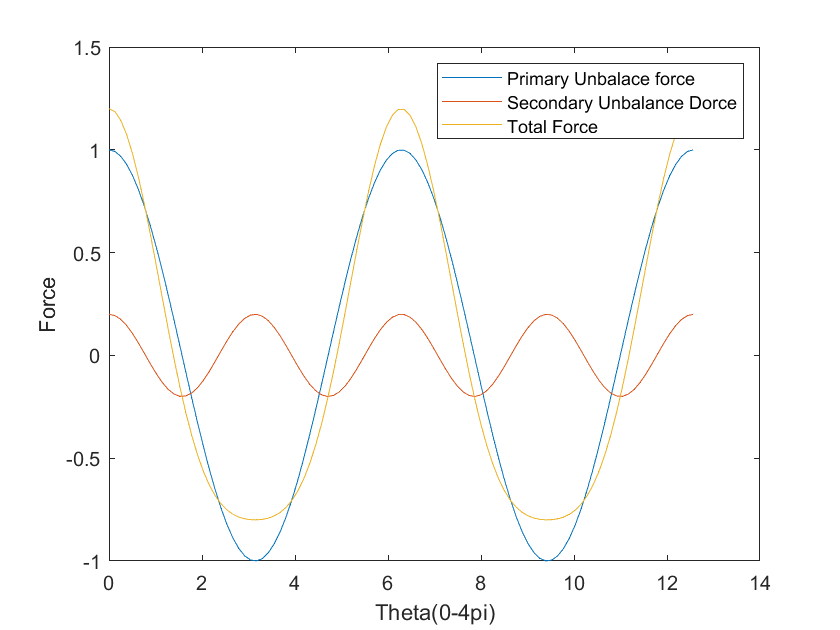 1.5
Primary Unbalace force
Secondary Unbalance Dorce
Total Force
1
0.5
Force
0
-0.5
-1
0 2 4 6 8 10 12 14
Theta(0-4pi)